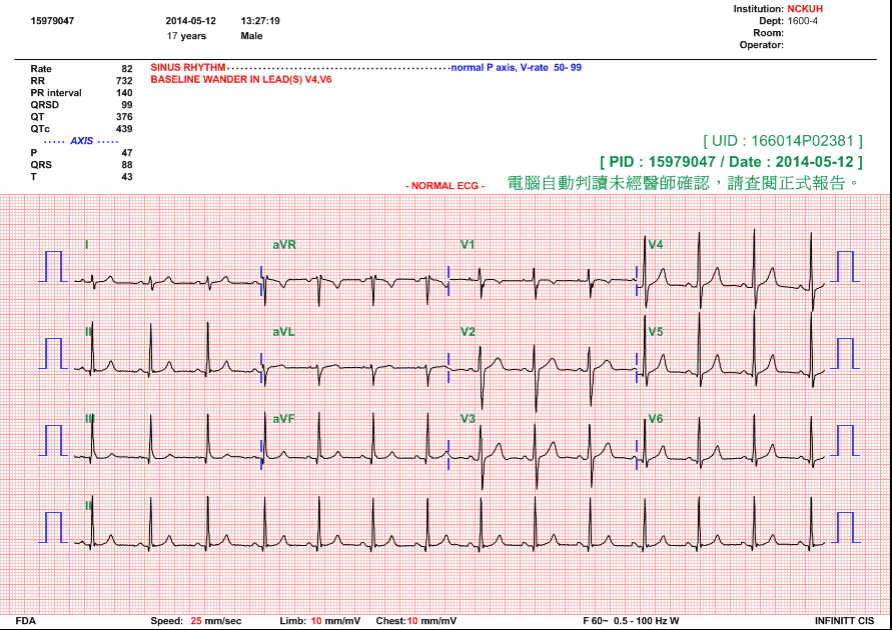 Institution: NCKUH
15979047 2014-05-12 13:27:19 Dept: 1600-4
17 years Male Room:
Operator:
Rate 82 SINUS RHYTHM normal P axis, V-rate 50- 99
RR 732 BASELINE WANDER IN LEAD(S) V4,V6
PR interval 140
QRSD 99
QT 376
QTc 439
····· AXIS ·····
P 47 [ UID : 166014P02381 ]
QRS 88 [ PID : 15979047 / Date : 2014-05-12 ]
T 43
- NORMAL ECG - 電腦自動判讀未經醫師確認，請查閱正式報告。
I aVR V1 V4
II aVL V2 V5
III aVF V3 V6
II
FDA Speed: 25 mm/sec Limb: 10 mm/mV Chest:10 mm/mV F 60~ 0.5 - 100 Hz W INFINITT CIS